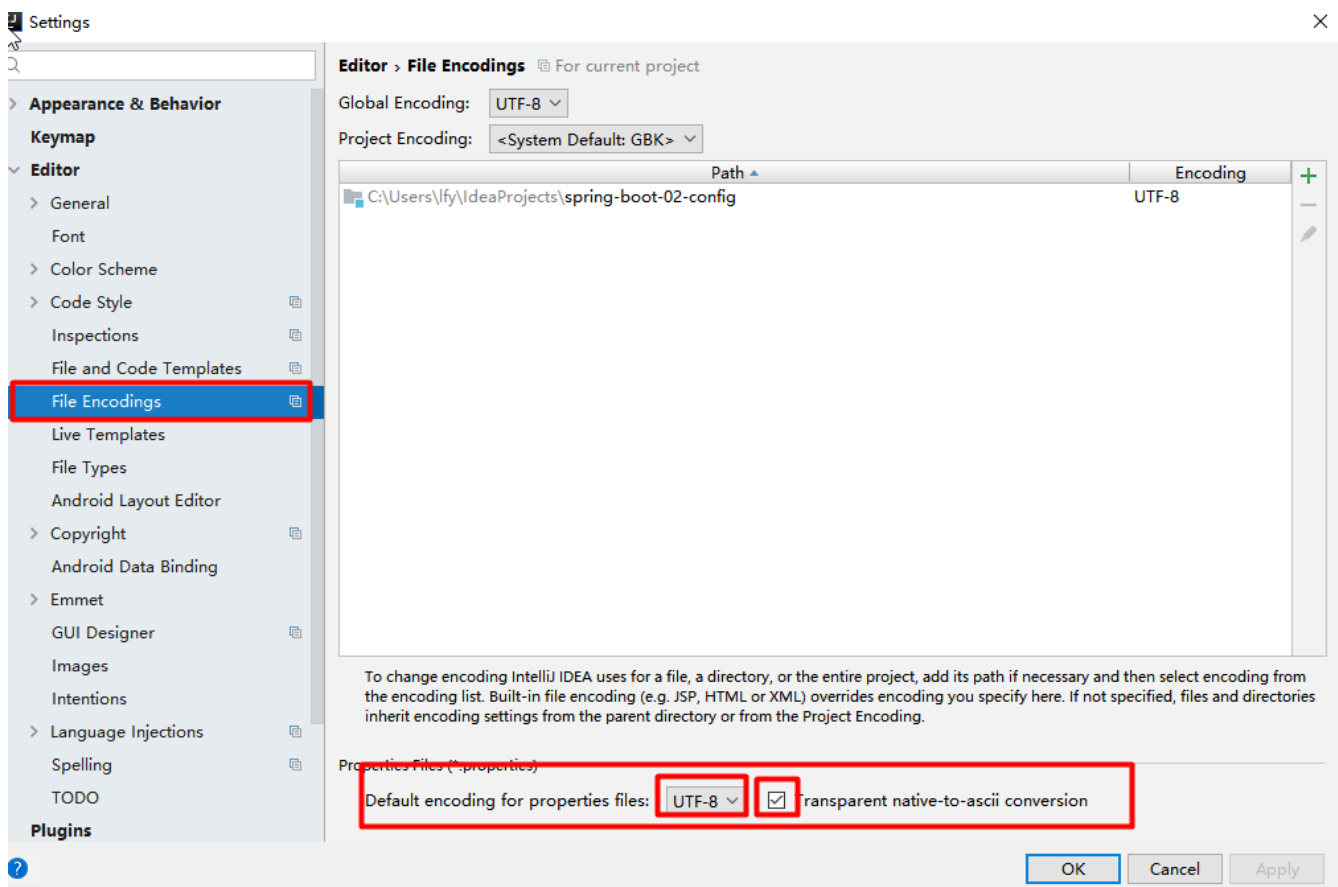 Settings
Editor › File Encodings For current project
Global Encoding: UTF-8
Project Encoding: <System Default: GBK>
Path Encoding
C:\Users\lfy\IdeaProjects\spring-boot-02-config UTF-8
Appearance & Behavior
Keymap
Editor
General
Font
Color Scheme
Code Style
Inspections
File and Code Templates
File Encodings
Live Templates
File Types
Android Layout Editor
Copyright
Android Data Binding
Emmet
GUI Designer
Images
Intentions
Language Injections
Spelling
TODO
Plugins
To change encoding IntelliJ IDEA uses for a file, a directory, or the entire project, add its path if necessary and then select encoding from
the encoding list. Built-in file encoding (e.g. JSP, HTML or XML) overrides encoding you specify here. If not specified, files and directories
inherit encoding settings from the parent directory or from the Project Encoding.
Properties Files (*.properties)
Default encoding for properties files: UTF-8 Transparent native-to-ascii conversion
? OK Cancel Apply